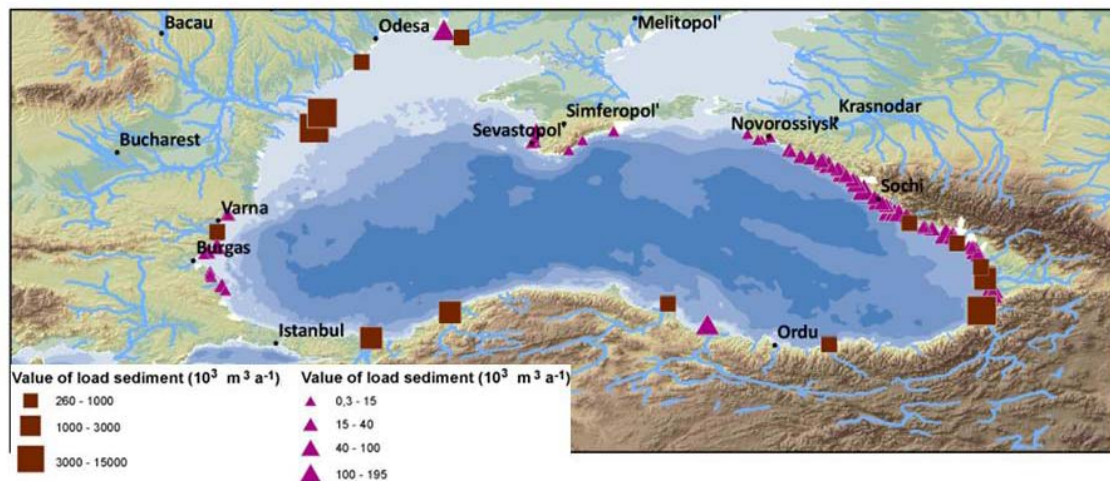 Bacau
Odesa
Melitopol'
Bucharest
Simferopol'
Sevastopol'
Krasnodar
Novorossiysk
Sochi
Varna
Burgas
Istanbul
Ordu
Value of load sediment (10³ m³ a-¹)
260 - 1000
1000 - 3000
3000 - 15000
Value of load sediment (10³ m³ a-¹)
0,3 - 15
15 - 40
40 - 100
100 - 195